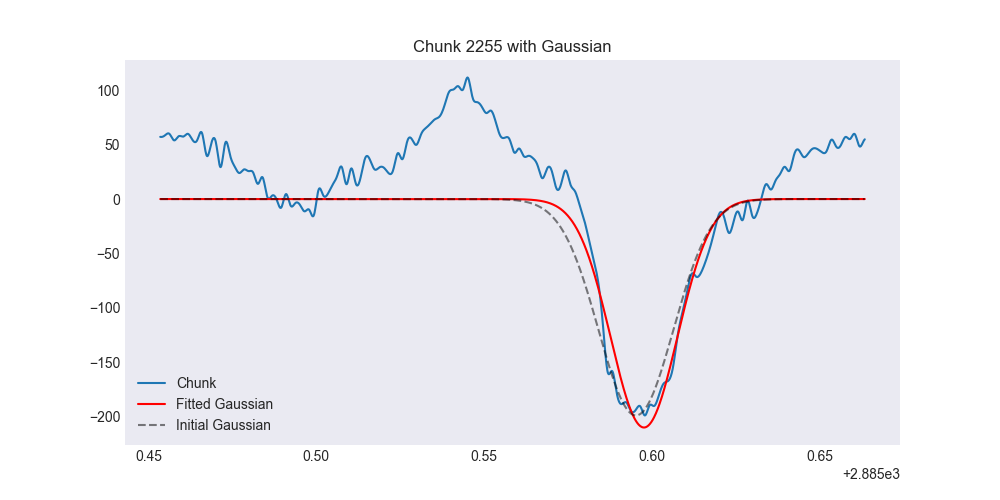 Chunk 2255 with Gaussian
100
50
0
−50
−100
−150
−200
Chunk
Fitted Gaussian
Initial Gaussian
0.45 0.50 0.55 0.60 0.65
+2.885e3